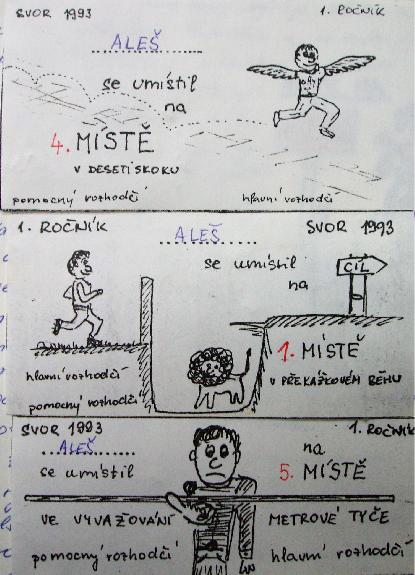 SVOR 1993 1. ROČNÍK
ALEŠ
se umístil
na
4. MÍSTĚ
V DESETISKOKU
pomocný rozhodčí hlavní rozhodčí
1. ROČNÍK SVOR 1993
ALEŠ
se umístil
na
CÍL
1. MÍSTĚ
V PŘEKÁŽKOVÉM BĚHU
hlavní rozhodčí
pomocný rozhodčí
SVOR 1993 1. ROČNÍK
ALEŠ na
se umístil 5. MÍSTĚ
VE VYVAŽOVÁNÍ METROVÉ TYČE
pomocný rozhodčí hlavní rozhodčí